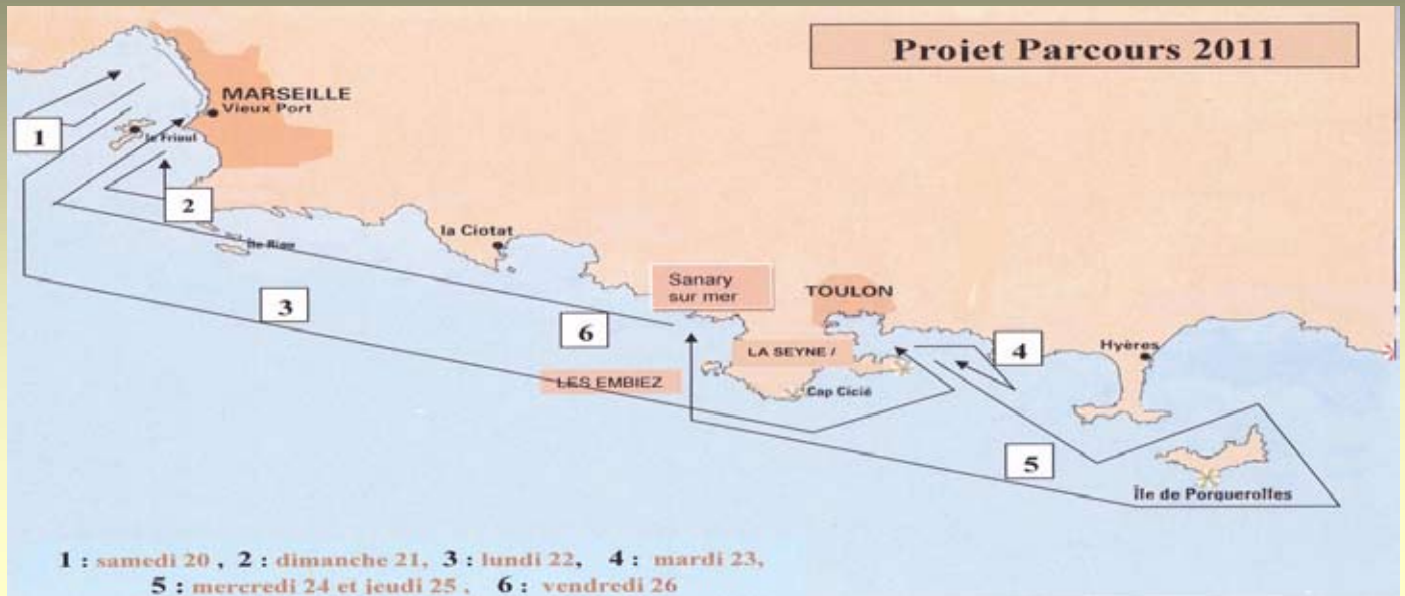 Projet Parcours 2011
MARSEILLE
Vieux Port
1
le Frioul
2
île Riou
la Ciotat
3
Sanary
sur mer
TOULON
6
LA SEYNE /
4
Hyères
LES EMBIEZ
Cap Cicié
5
Île de Porquerolles
1 : samedi 20 , 2 : dimanche 21, 3 : lundi 22, 4 : mardi 23,
5 : mercredi 24 et jeudi 25 , 6 : vendredi 26